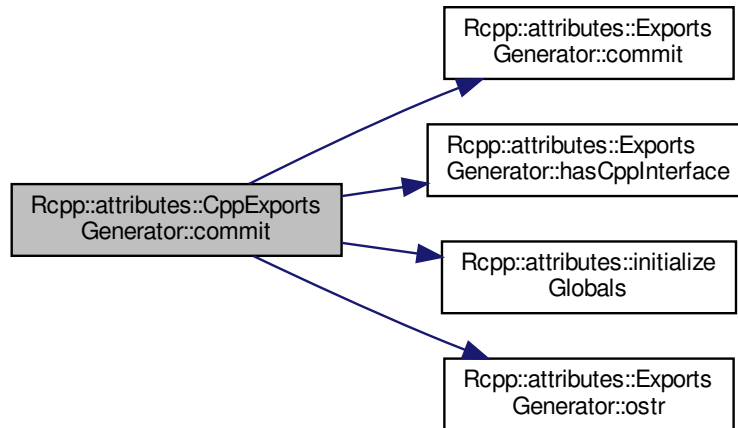 Rcpp::attributes::Exports
Generator::commit
Rcpp::attributes::Exports
Generator::hasCppInterface
Rcpp::attributes::CppExports
Generator::commit
Rcpp::attributes::initialize
Globals
Rcpp::attributes::Exports
Generator::ostr